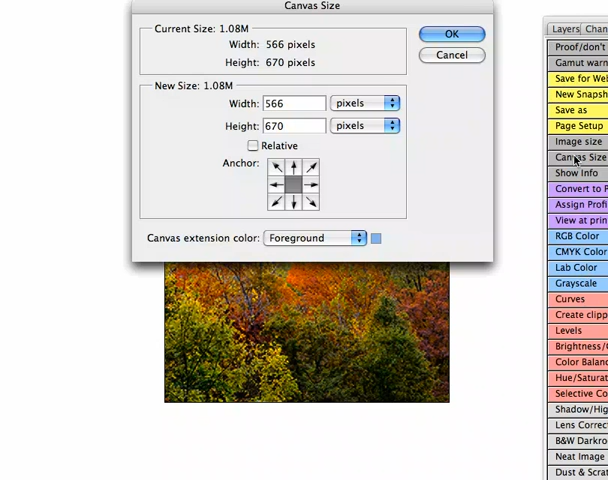 Canvas Size
Current Size: 1.08M
Width: 566 pixels
Height: 670 pixels
OK
Cancel
New Size: 1.08M
Width: 566 pixels
Height: 670 pixels
Relative
Anchor:
Canvas extension color: Foreground
Layers Chan
Proof/don't
Gamut warn
Save for Web
New Snapsh
Save as
Page Setup
Image size
Canvas Size
Show Info
Convert to P
Assign Profi
View at prin
RGB Color
CMYK Color
Lab Color
Grayscale
Curves
Create clipp
Levels
Brightness/
Color Balanc
Hue/Saturat
Selective Co
Shadow/Hig
Lens Correc
B&W Darkro
Neat Image
Dust & Scrat